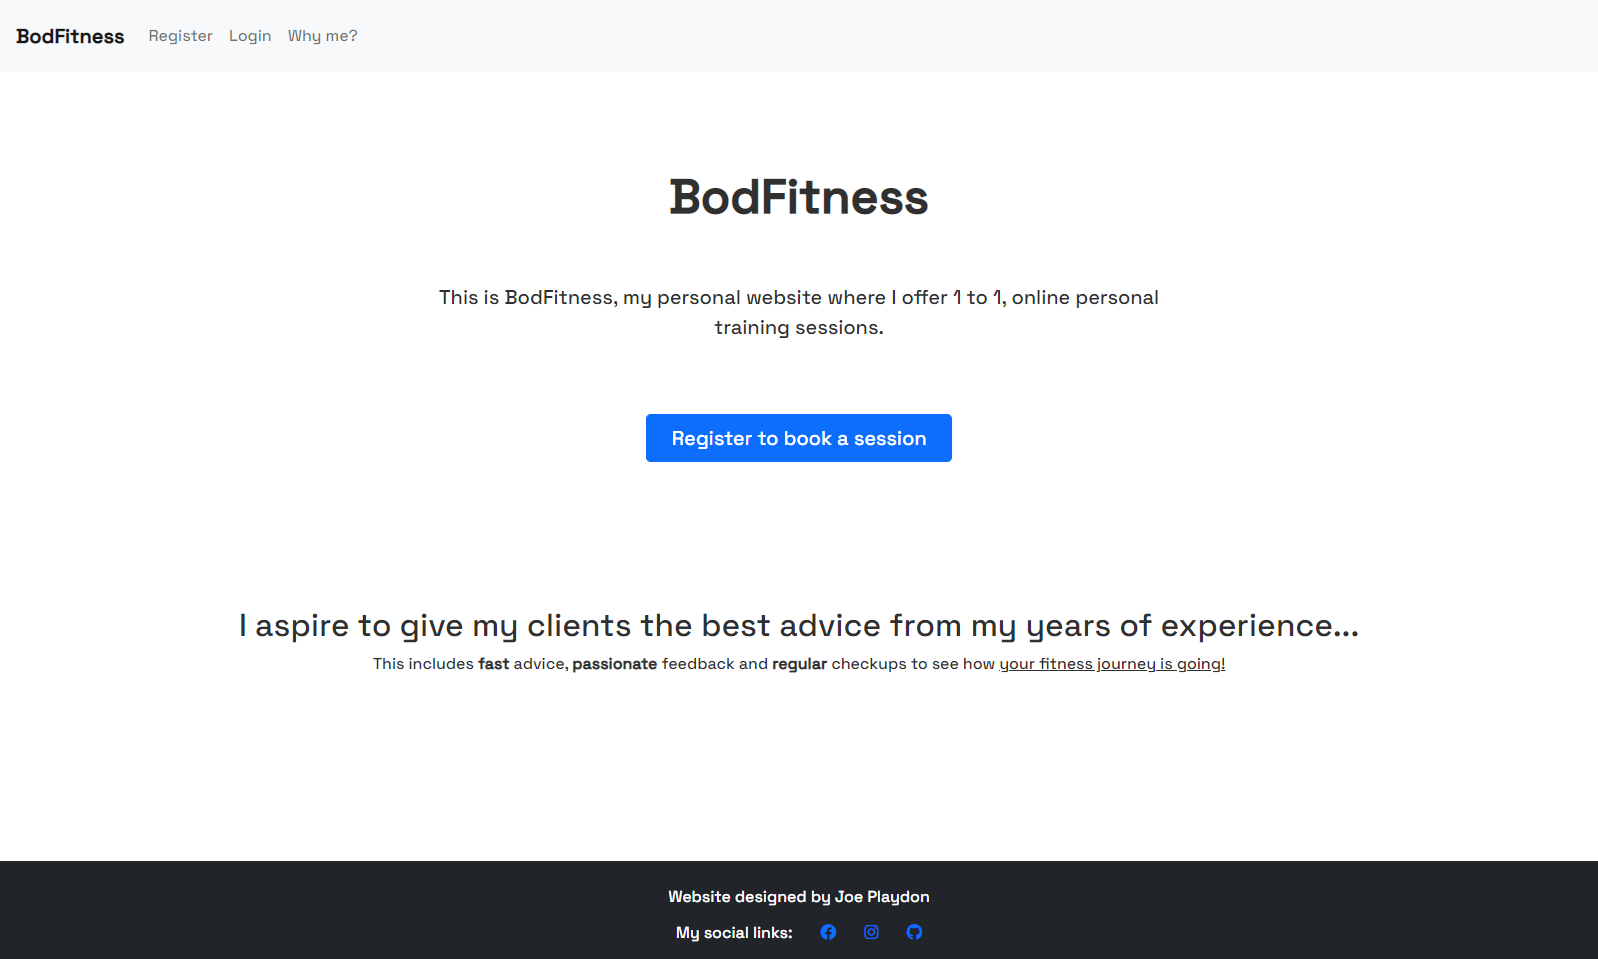 BodFitness Register Login Why me?
BodFitness
This is BodFitness, my personal website where I offer 1 to 1, online personal
training sessions.
Register to book a session
I aspire to give my clients the best advice from my years of experience...
This includes fast advice, passionate feedback and regular checkups to see how your fitness journey is going!
Website designed by Joe Playdon
My social links: